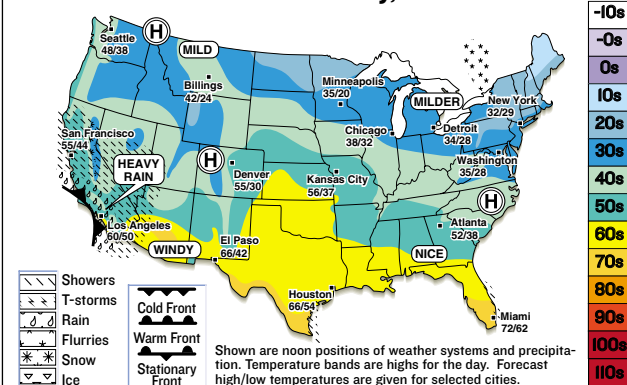 H
MILD
Seattle
48/38
Billings
42/24
Minneapolis
35/20
MILDER
New York
32/29
Chicago
38/32
Detroit
34/28
San Francisco
55/44
HEAVY
RAIN
H
Denver
55/30
Kansas City
56/37
Washington
35/28
H
Los Angeles
60/50
WINDY
El Paso
66/42
Atlanta
52/38
NICE
Houston
66/54
Miami
72/62
Showers
T-storms
Rain
Flurries
Snow
Ice
Cold Front
Warm Front
Stationary
Front
Shown are noon positions of weather systems and precipita-
tion. Temperature bands are highs for the day. Forecast
high/low temperatures are given for selected cities.
-10s
-0s
0s
10s
20s
30s
40s
50s
60s
70s
80s
90s
100s
110s